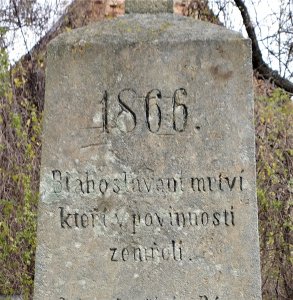 1866.
Blahoslavení mrtví
kteří v povinnosti
zemřeli.